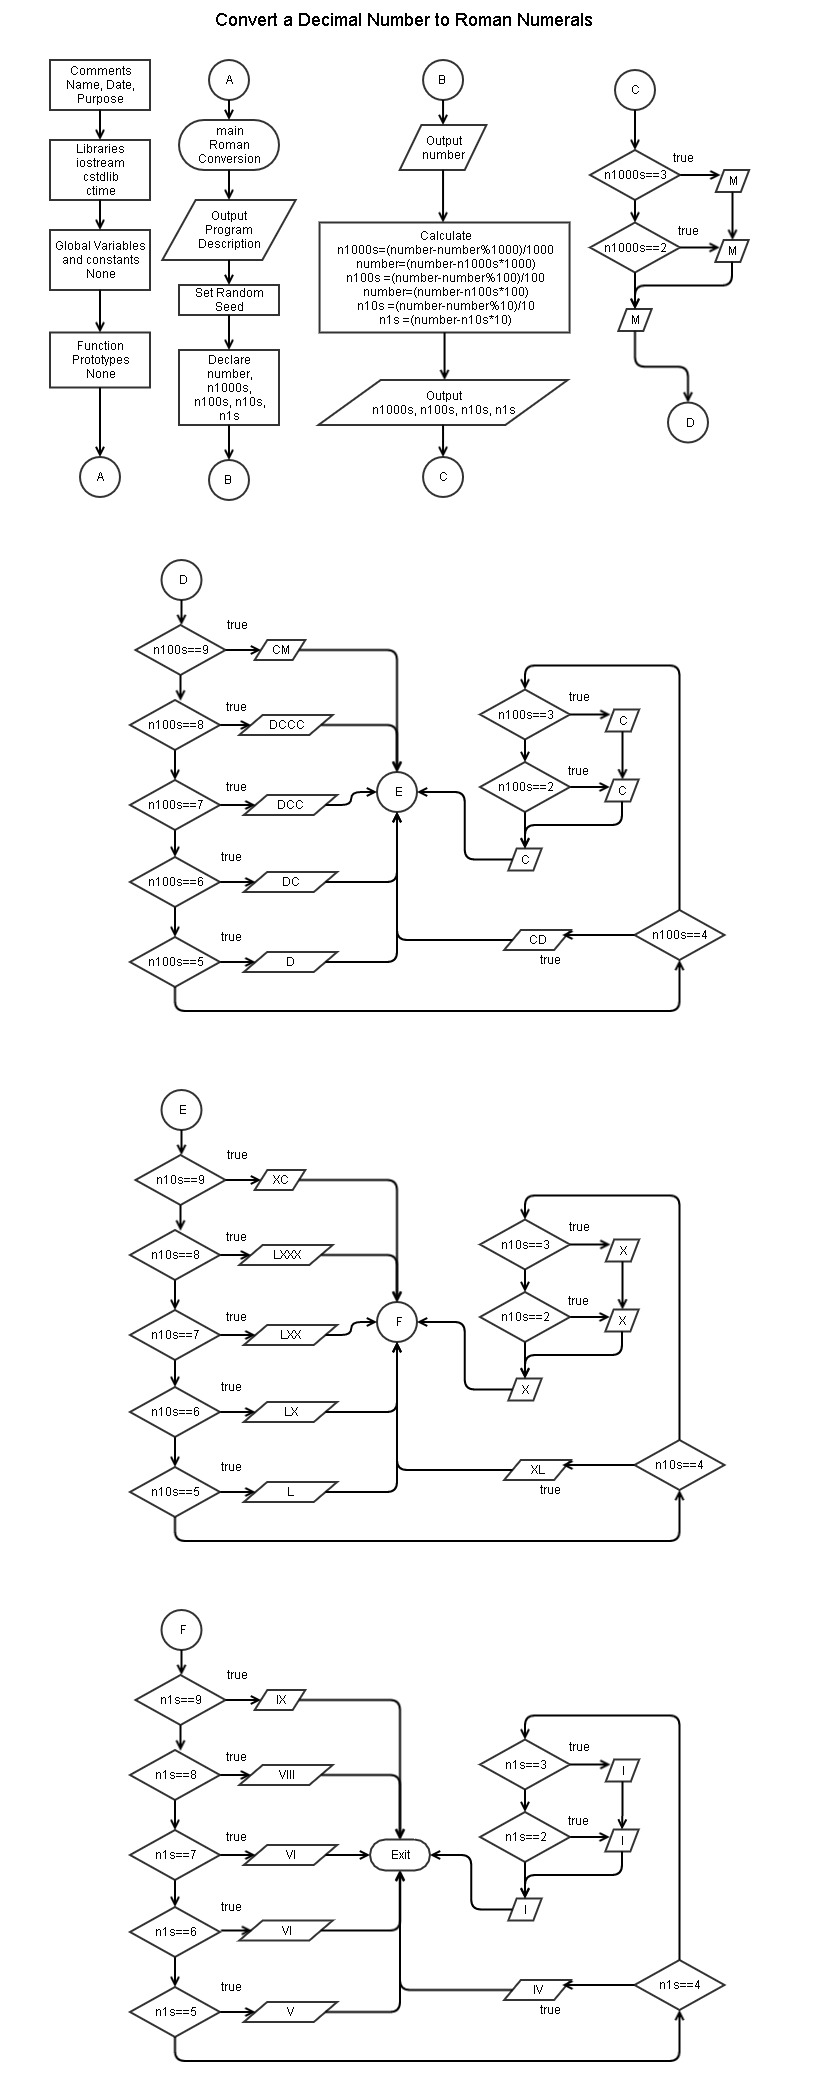 Convert a Decimal Number to Roman Numerals
Comments
Name, Date,
Purpose
Libraries
iostream
cstdlib
ctime
Global Variables
and constants
None
Function
Prototypes
None
A
A
main
Roman
Conversion
Output
Program
Description
Set Random
Seed
Declare
number,
n1000s,
n100s, n10s,
n1s
B
B
Output
number
Calculate
n1000s=(number-number%1000)/1000
number=(number-n1000s*1000)
n100s =(number-number%100)/100
number=(number-n100s*100)
n10s =(number-number%10)/10
n1s =(number-n10s*10)
Output
n1000s, n100s, n10s, n1s
C
C
n1000s==3
true
M
n1000s==2
true
M
M
D
D
n100s==9
true
CM
n100s==8
true
DCCC
n100s==7
true
DCC
n100s==6
true
DC
n100s==5
true
D
E
n100s==3
true
C
n100s==2
true
C
C
n100s==4
true
CD
E
n10s==9
true
XC
n10s==8
true
LXXX
n10s==7
true
LXX
n10s==6
true
LX
n10s==5
true
L
F
n10s==3
true
X
n10s==2
true
X
X
n10s==4
true
XL
F
n1s==9
true
IX
n1s==8
true
VIII
n1s==7
true
VI
n1s==6
true
VI
n1s==5
true
V
Exit
n1s==3
true
I
n1s==2
true
I
I
n1s==4
true
IV